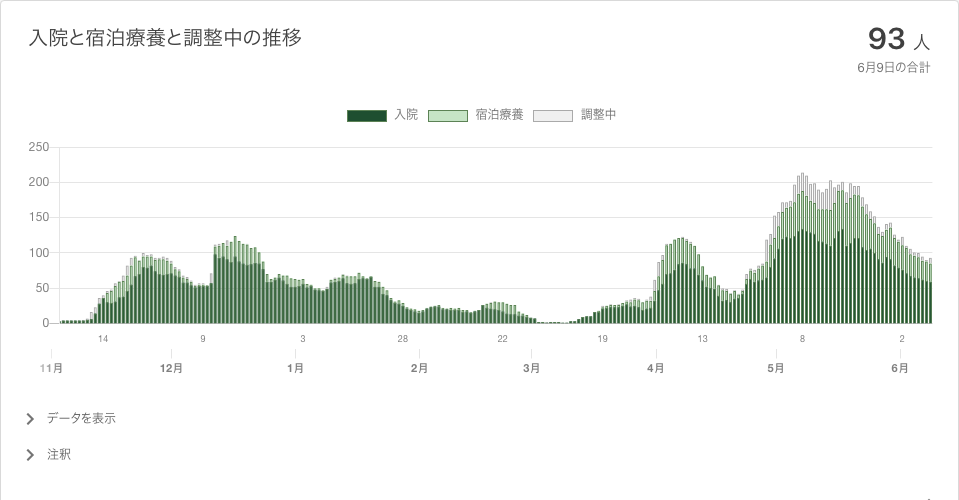 入院と宿泊療養と調整中の推移
93 人
6月9日の合計
入院 宿泊療養 調整中
250
200
150
100
50
0
14 9 3 28 22 19 13 8 2
11月 12月 1月 2月 3月 4月 5月 6月
データを表示
注釈